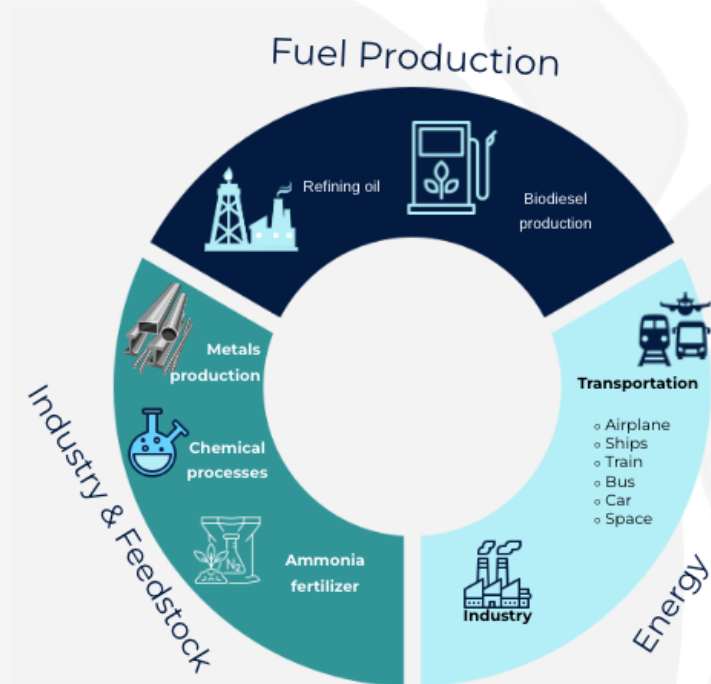 Fuel Production
Refining oil
Biodiesel
production
Metals
production
Chemical
processes
N₂
Ammonia
fertilizer
Industry & Feedstock
Transportation
Airplane
Ships
Train
Bus
Car
Space
Industry
Energy